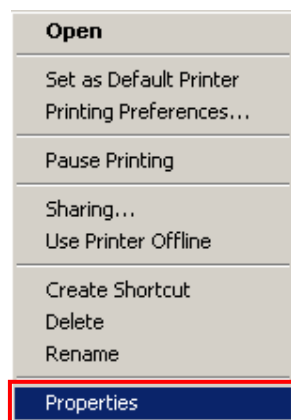 Open
Set as Default Printer
Printing Preferences...
Pause Printing
Sharing...
Use Printer Offline
Create Shortcut
Delete
Rename
Properties